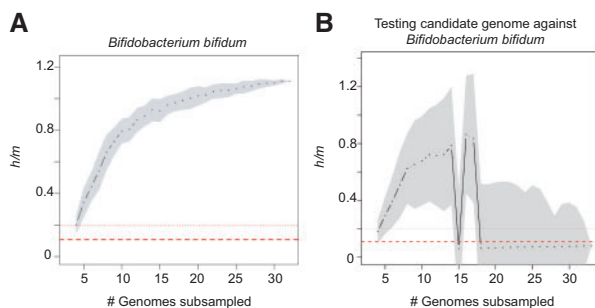 A
Bifidobacterium bifidum
h/m
1.2
0.8
0.4
0
5 10 15 20 25 30
# Genomes subsampled
B
Testing candidate genome against
Bifidobacterium bifidum
h/m
1.2
0.8
0.4
0
5 10 15 20 25 30
# Genomes subsampled